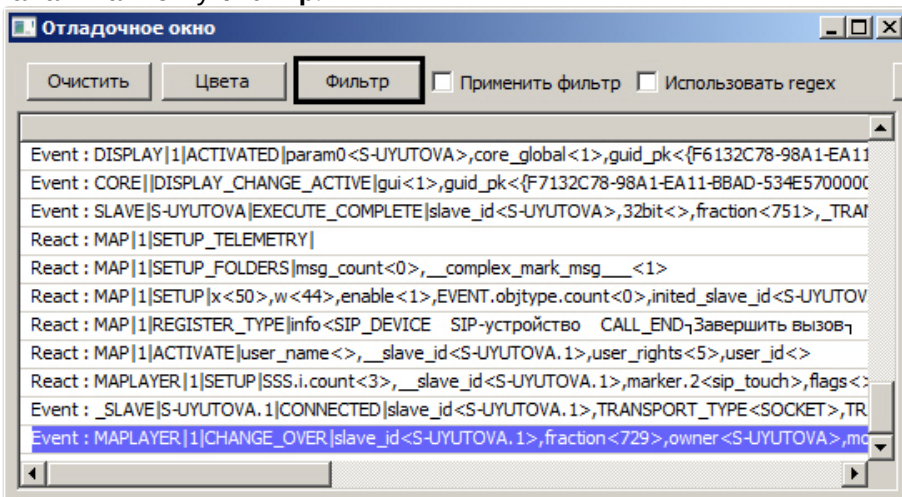 Отладочное окно
Очистить Цвета Фильтр Применить фильтр Использовать regex
Event : DISPLAY|1|ACTIVATED|param0<S-UYUTOVA>,core_global<1>,guid_pk<{F6132C78-98A1-EA11
Event : CORE||DISPLAY_CHANGE_ACTIVE|gui<1>,guid_pk<{F7132C78-98A1-EA11-BBAD-534E5700000
Event : SLAVE|S-UYUTOVA|EXECUTE_COMPLETE|slave_id<S-UYUTOVA>,32bit<>,fraction<751>,_TRA
React : MAP|1|SETUP_TELEMETRY|
React : MAP|1|SETUP_FOLDERS|msg_count<0>,__complex_mark_msg___<1>
React : MAP|1|SETUP|x<50>,w<44>,enable<1>,EVENT.objtype.count<0>,inited_slave_id<S-UYUTOV
React : MAP|1|REGISTER_TYPE|info<SIP_DEVICE SIP-устройство CALL_END┐Завершить вызов┐
React : MAP|1|ACTIVATE|user_name<>,__slave_id<S-UYUTOVA.1>,user_rights<5>,user_id<>
React : MAPLAYER|1|SETUP|SSS.i.count<3>,__slave_id<S-UYUTOVA.1>,marker.2<sip_touch>,flags<>
Event : _SLAVE|S-UYUTOVA.1|CONNECTED|slave_id<S-UYUTOVA.1>,TRANSPORT_TYPE<SOCKET>,TR
Event : MAPLAYER|1|CHANGE_OVER|slave_id<S-UYUTOVA.1>,fraction<729>,owner<S-UYUTOVA>,mo